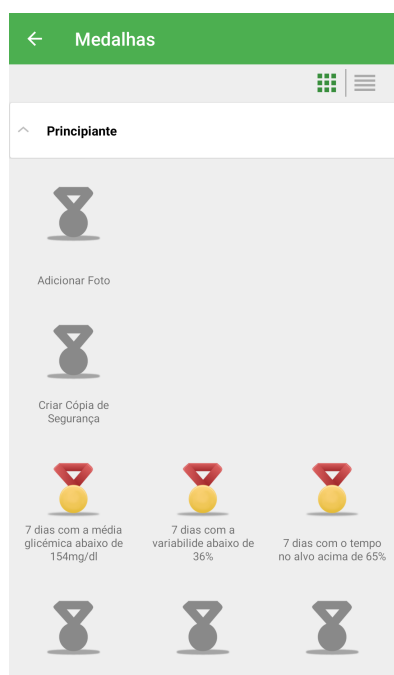 Medalhas
Principiante
Adicionar Foto
Criar Cópia de
Segurança
7 dias com a média
glicémica abaixo de
154mg/dl
7 dias com a
variabilide abaixo de
36%
7 dias com o tempo
no alvo acima de 65%